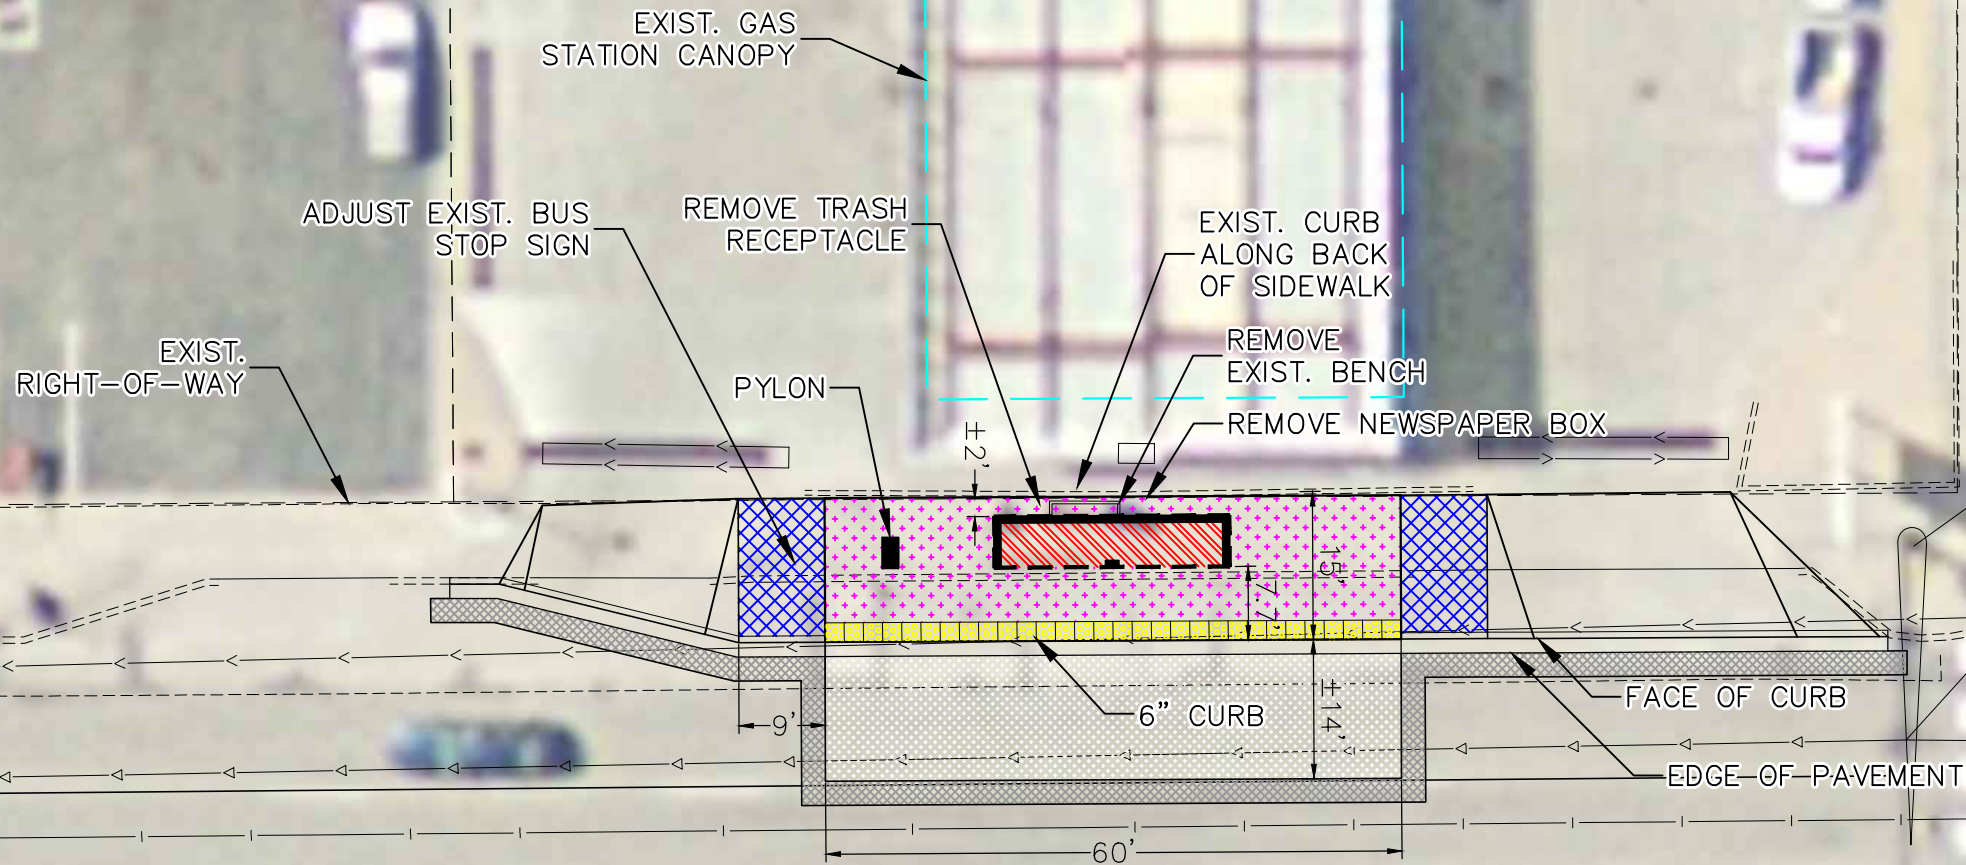 EXIST. GAS
STATION CANOPY
ADJUST EXIST. BUS
STOP SIGN
REMOVE TRASH
RECEPTACLE
EXIST. CURB
ALONG BACK
OF SIDEWALK
EXIST.
RIGHT-OF-WAY
PYLON
REMOVE
EXIST. BENCH
REMOVE NEWSPAPER BOX
±2'
15'
7.7'
±14'
9'
6" CURB
FACE OF CURB
EDGE OF PAVEMENT
60'